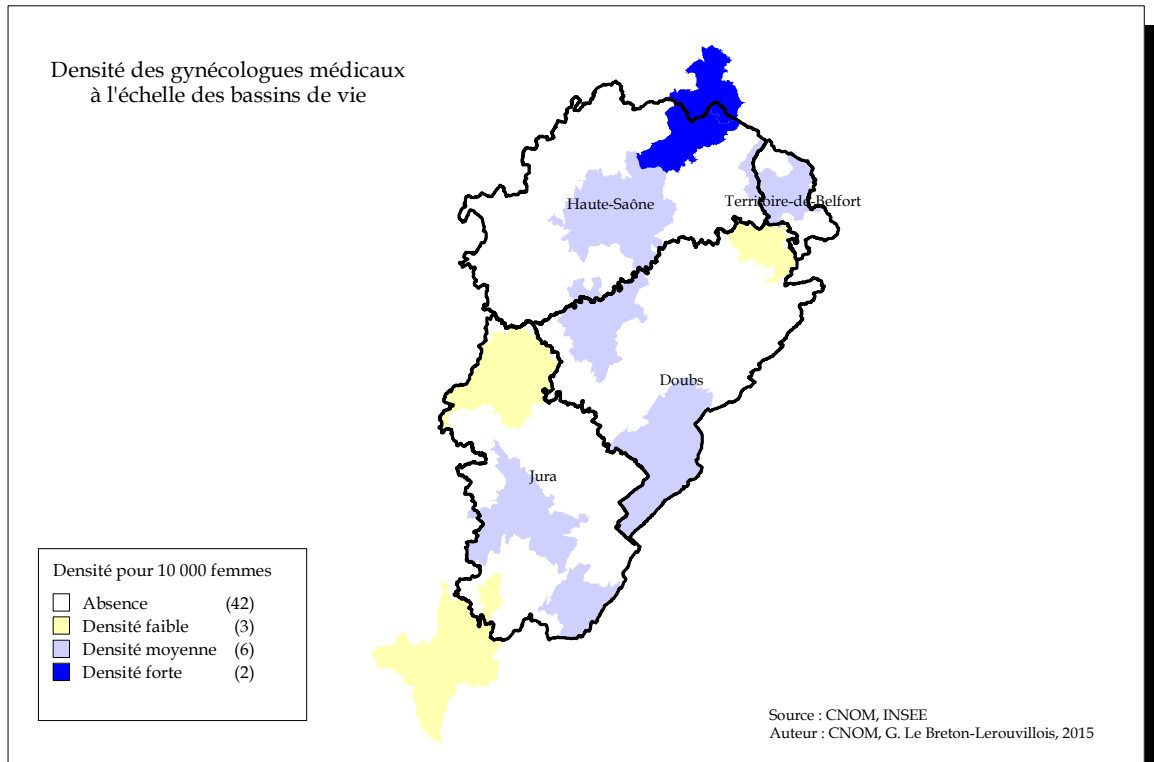 Densité des gynécologues médicaux
à l'échelle des bassins de vie
Haute-Saône
Territoire-de-Belfort
Doubs
Jura
Densité pour 10 000 femmes
Absence (42)
Densité faible (3)
Densité moyenne (6)
Densité forte (2)
Source : CNOM, INSEE
Auteur : CNOM, G. Le Breton-Lerouvillois, 2015